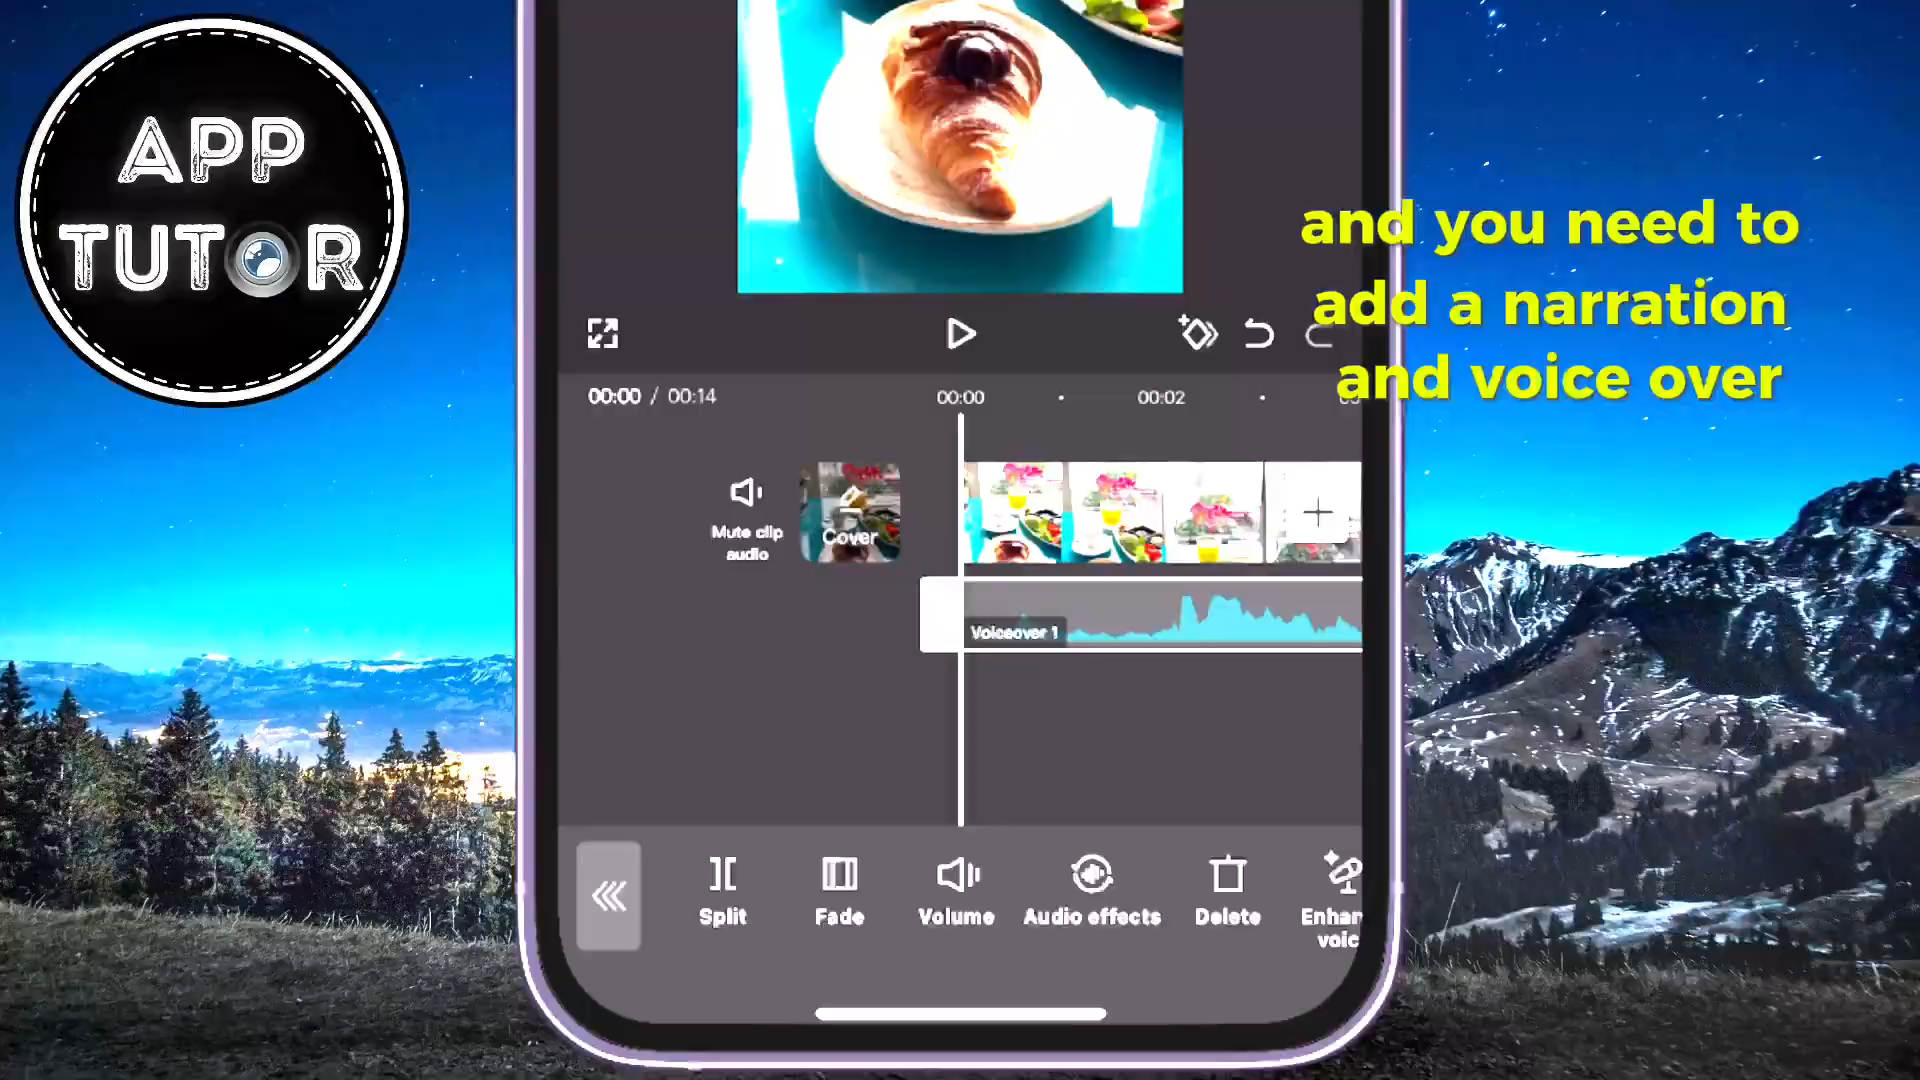 APP
TUTOR
and you need to
add a narration
and voice over
00:00 / 00:14
00:00
00:02
Mute clip
audio
Cover
Voiceover 1
Split
Fade
Volume
Audio effects
Delete